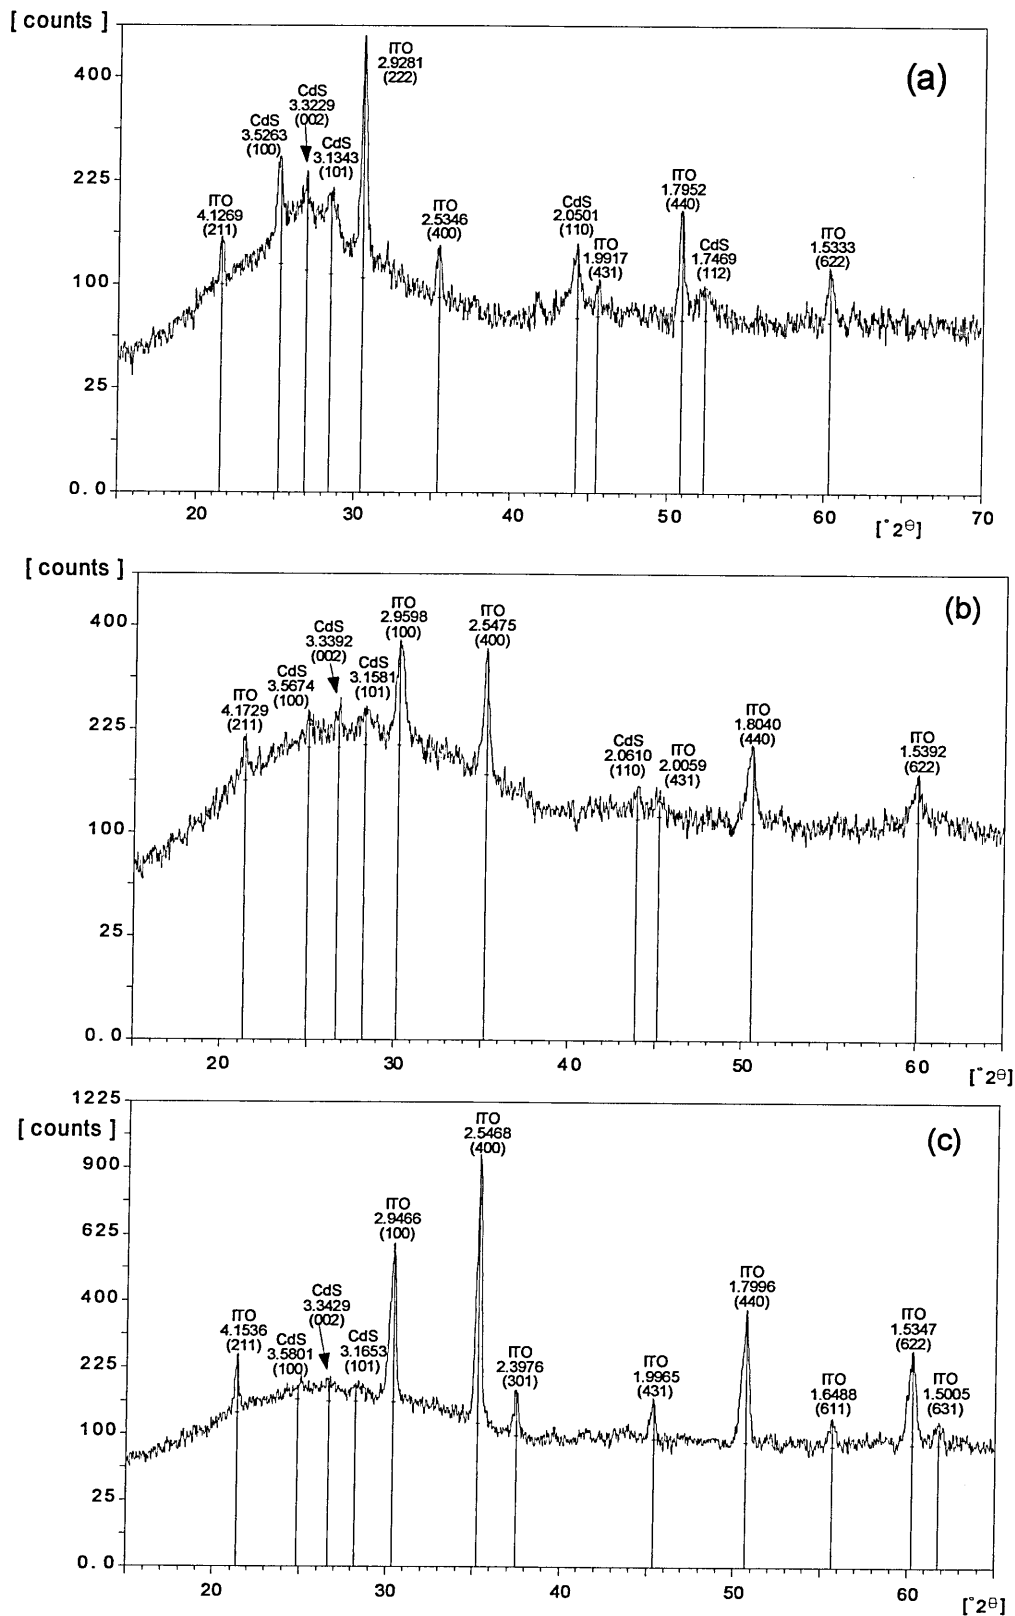 [ counts ]
(a)
400
225
100
25
0.0
ITO
4.1269
(211)
CdS
3.5263
(100)
CdS
3.3229
(002)
CdS
3.1343
(101)
ITO
2.9281
(222)
ITO
2.5346
(400)
CdS
2.0501
(110)
ITO
1.9917
(431)
ITO
1.7952
(440)
CdS
1.7469
(112)
ITO
1.5333
(622)
20 30 40 50 60 70
[°2θ]
[ counts ]
(b)
400
225
100
25
0.0
ITO
4.1729
(211)
CdS
3.5674
(100)
CdS
3.3392
(002)
CdS
3.1581
(101)
ITO
2.9598
(100)
ITO
2.5475
(400)
CdS
2.0610
(110)
ITO
2.0059
(431)
ITO
1.8040
(440)
ITO
1.5392
(622)
20 30 40 50 60
[°2θ]
1225
[ counts ]
(c)
900
625
400
225
100
25
0.0
ITO
4.1536
(211)
CdS
3.5801
(100)
CdS
3.3429
(002)
CdS
3.1653
(101)
ITO
2.9466
(100)
ITO
2.5468
(400)
ITO
2.3976
(301)
ITO
1.9965
(431)
ITO
1.7996
(440)
ITO
1.6488
(611)
ITO
1.5347
(622)
ITO
1.5005
(631)
20 30 40 50 60
[°2θ]